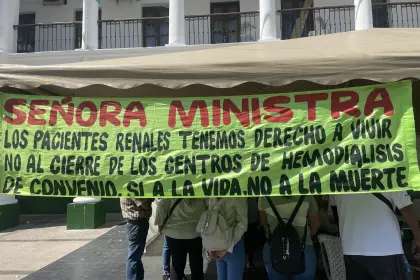 SEÑORA MINISTRA
LOS PACIENTES RENALES TENEMOS DERECHO A VIVIR
NO AL CIERRE DE LOS CENTROS DE HEMODIALISIS
DE CONVENIO. SI A LA VIDA. NO A LA MUERTE